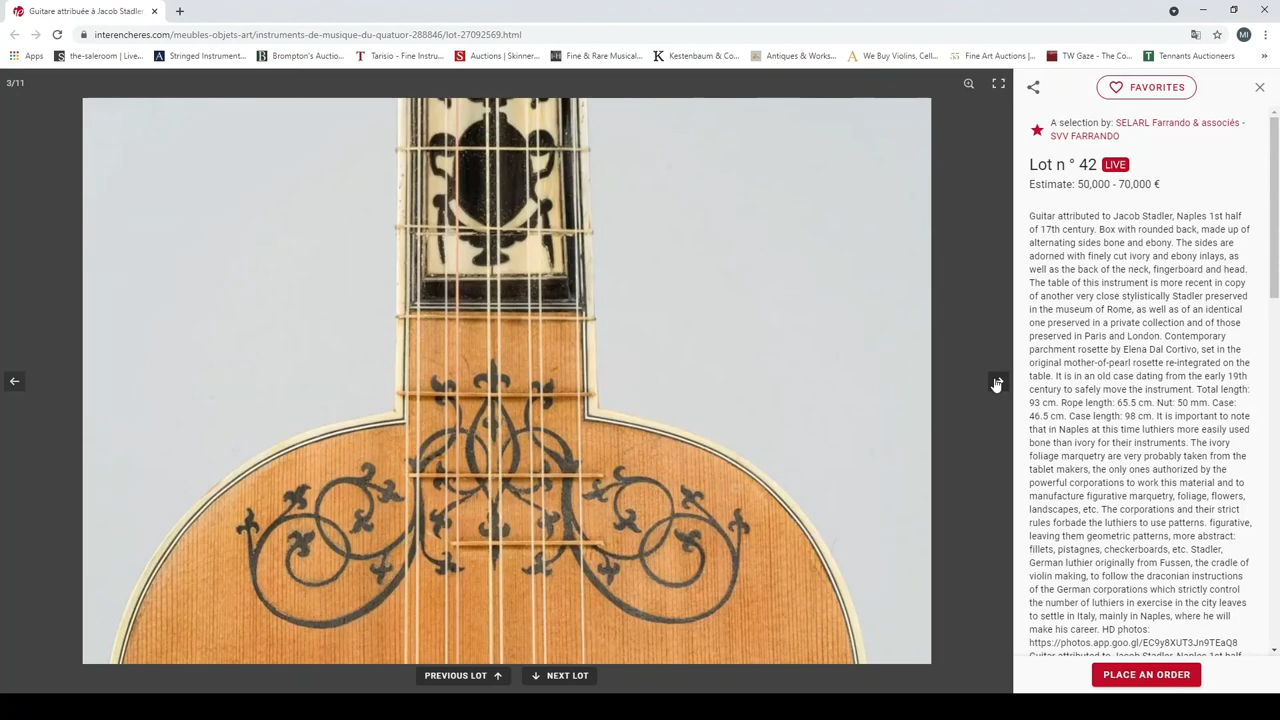 Guitare attribuée à Jacob Stadler
interencheres.com/meubles-objets-art/instruments-de-musique-du-quatuor-288846/lot-27092569.html
MI
Apps
the-saleroom | Live...
Stringed Instrument...
Brompton's Auction...
Tarisio - Fine Instru...
Auctions | Skinner...
Fine & Rare Musical...
Kestenbaum & Co...
Antiques & Works...
We Buy Violins, Cell...
Fine Art Auctions |...
TW Gaze - The Co...
Tennants Auctioneers
3/11
FAVORITES
A selection by: SELARL Farrando & associés -
SVV FARRANDO
Lot n ° 42 LIVE
Estimate: 50,000 - 70,000 €
Guitar attributed to Jacob Stadler, Naples 1st half
of 17th century. Box with rounded back, made up of
alternating sides bone and ebony. The sides are
adorned with finely cut ivory and ebony inlays, as
well as the back of the neck, fingerboard and head.
The table of this instrument is more recent in copy
of another very close stylistically Stadler preserved
in the museum of Rome, as well as of an identical
one preserved in a private collection and of those
preserved in Paris and London. Contemporary
parchment rosette by Elena Dal Cortivo, set in the
original mother-of-pearl rosette re-integrated on the
table. It is in an old case dating from the early 19th
century to safely move the instrument. Total length:
93 cm. Rope length: 65.5 cm. Nut: 50 mm. Case:
46.5 cm. Case length: 98 cm. It is important to note
that in Naples at this time luthiers more easily used
bone than ivory for their instruments. The ivory
foliage marquetry are very probably taken from the
tablet makers, the only ones authorized by the
powerful corporations to work this material and to
manufacture figurative marquetry, foliage, flowers,
landscapes, etc. The corporations and their strict
rules forbade the luthiers to use patterns. figurative,
leaving them geometric patterns, more abstract:
fillets, pistagnes, checkerboards, etc. Stadler,
German luthier originally from Fussen, the cradle of
violin making, to follow the draconian instructions
of the German corporations which strictly control
the number of luthiers in exercise in the city leaves
to settle in Italy, mainly in Naples, where he will
make his career. HD photos:
https://photos.app.goo.gl/EC9y8XUT3Jn9TEaQ8
Guitar attributed to Jacob Stadler, Naples 1st half
PREVIOUS LOT
NEXT LOT
PLACE AN ORDER